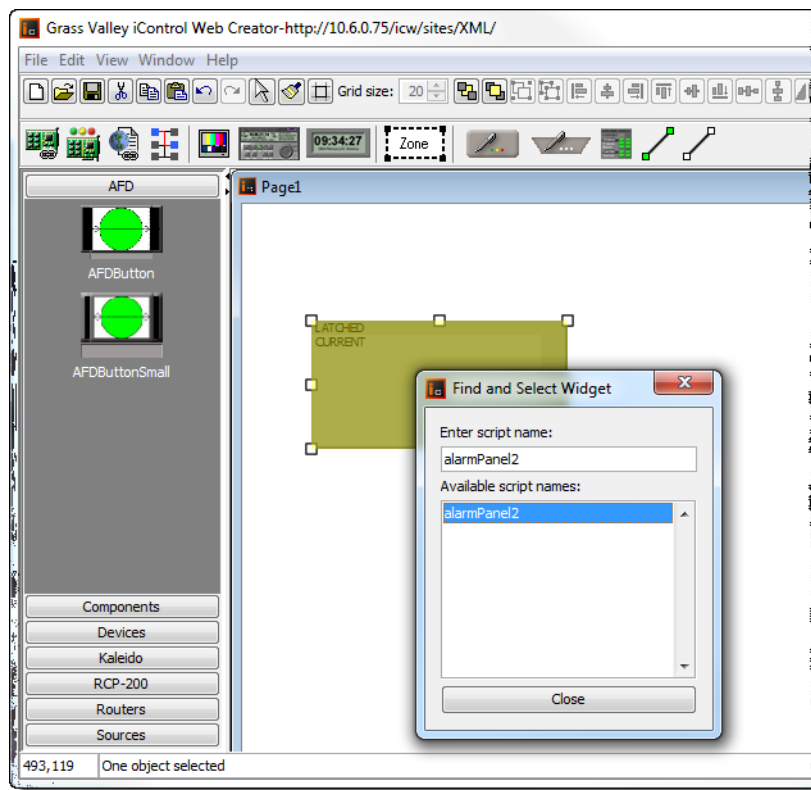 Grass Valley iControl Web Creator-http://10.6.0.75/icw/sites/XML/
File Edit View Window Help
Grid size: 20
09:34:27
Zone
AFD
Page1
AFDButton
AFDButtonSmall
LATCHED
CURRENT
Find and Select Widget
Enter script name:
alarmPanel2
Available script names:
alarmPanel2
Close
Components
Devices
Kaleido
RCP-200
Routers
Sources
493,119 One object selected